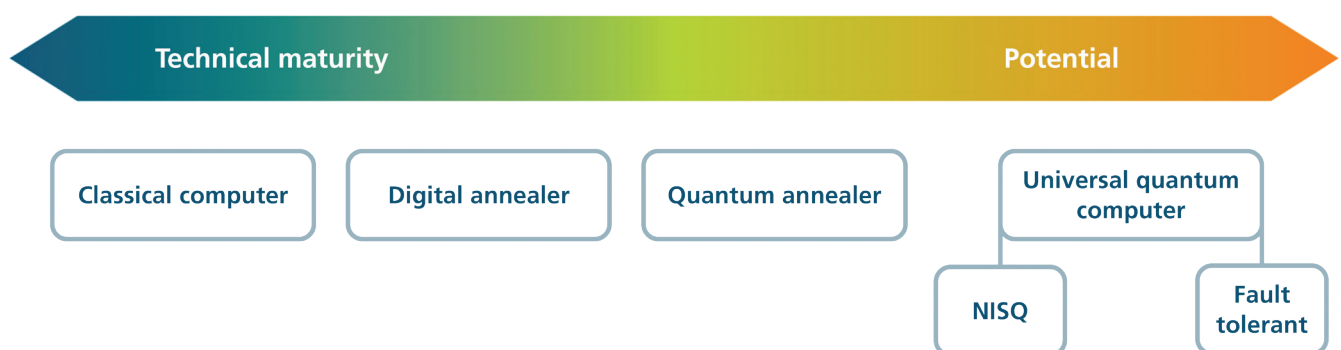 Technical maturity
Potential
Classical computer
Digital annealer
Quantum annealer
Universal quantum
computer
NISQ
Fault
tolerant